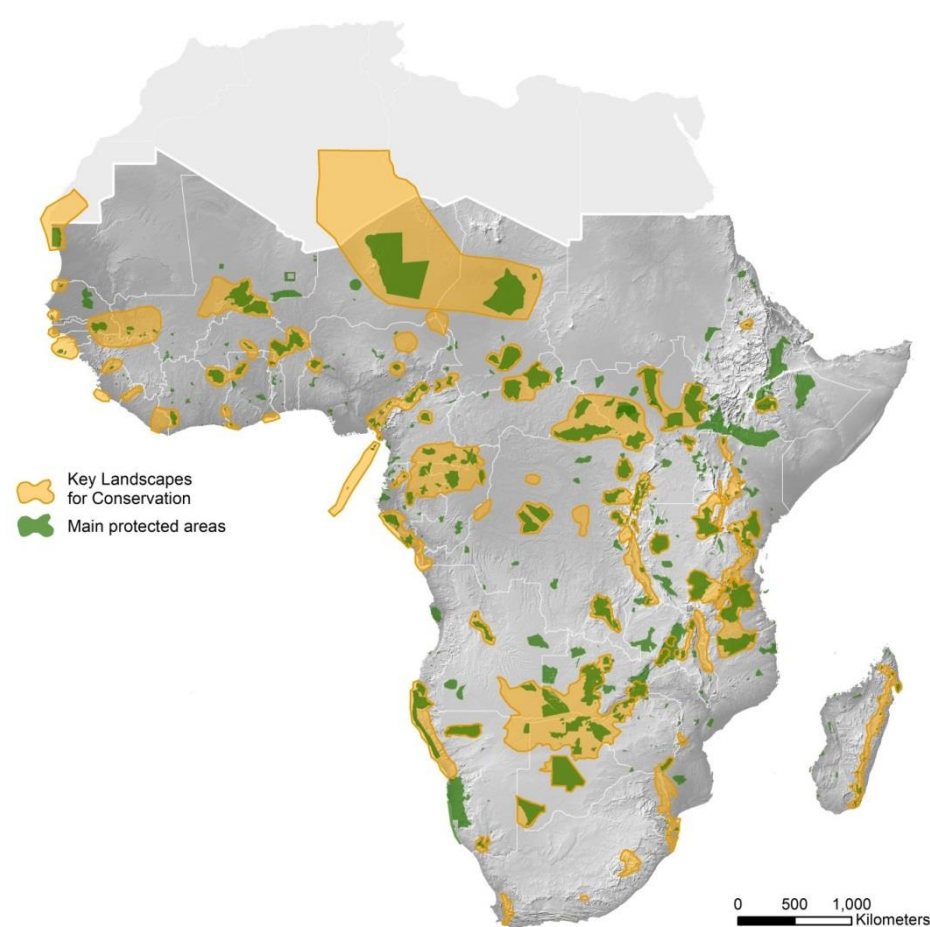 Key Landscapes
for Conservation
Main protected areas
0 500 1,000
Kilometers